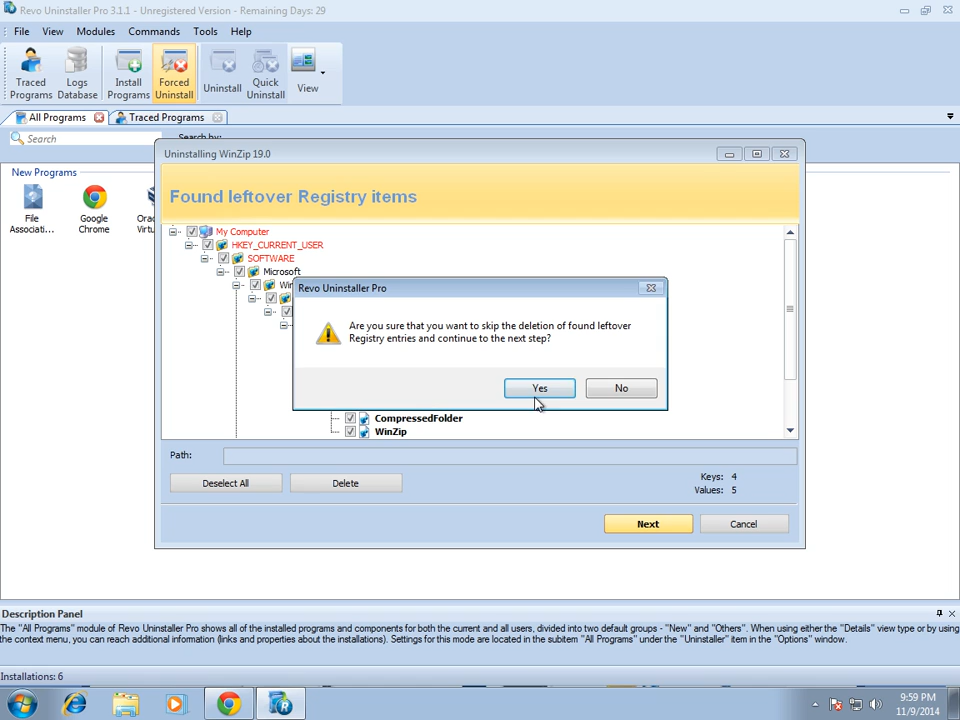 Revo Uninstaller Pro 3.1.1 - Unregistered Version - Remaining Days: 29
File View Modules Commands Tools Help
Traced Programs
Logs Database
Install Programs
Forced Uninstall
Uninstall
Quick Uninstall
View
All Programs Traced Programs
Search
Search by:
New Programs
File Associati...
Google Chrome
Uninstalling WinZip 19.0
Found leftover Registry items
My Computer
HKEY_CURRENT_USER
SOFTWARE
Microsoft
Revo Uninstaller Pro
Are you sure that you want to skip the deletion of found leftover
Registry entries and continue to the next step?
Yes No
CompressedFolder
WinZip
Path:
Deselect All Delete
Keys: 4
Values: 5
Next Cancel
Description Panel
The "All Programs" module of Revo Uninstaller Pro shows all of the installed programs and components for both the current and all users, divided into two default groups - "New" and "Others". When using either the "Details" view type or by using
the context menu, you can reach additional information (links and properties about the installations). Settings for this mode are located in the subitem "All Programs" under the "Uninstaller" item in the "Options" window.
Installations: 6
9:59 PM
11/9/2014